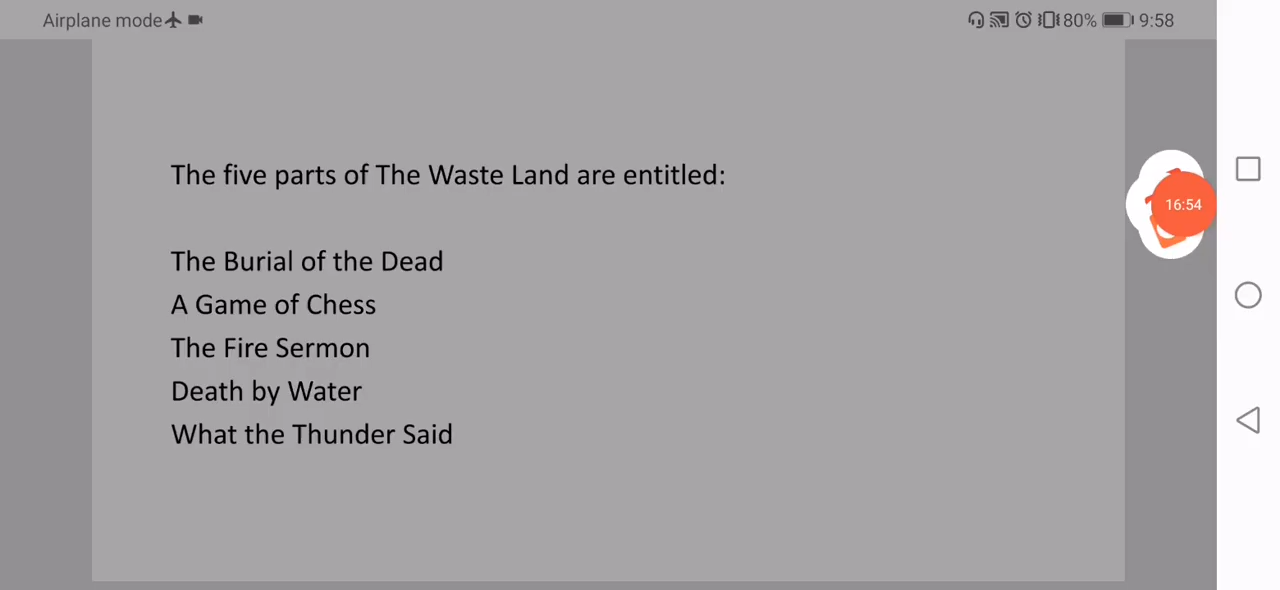 Airplane mode 80% 9:58
The five parts of The Waste Land are entitled:
16:54
The Burial of the Dead
A Game of Chess
The Fire Sermon
Death by Water
What the Thunder Said